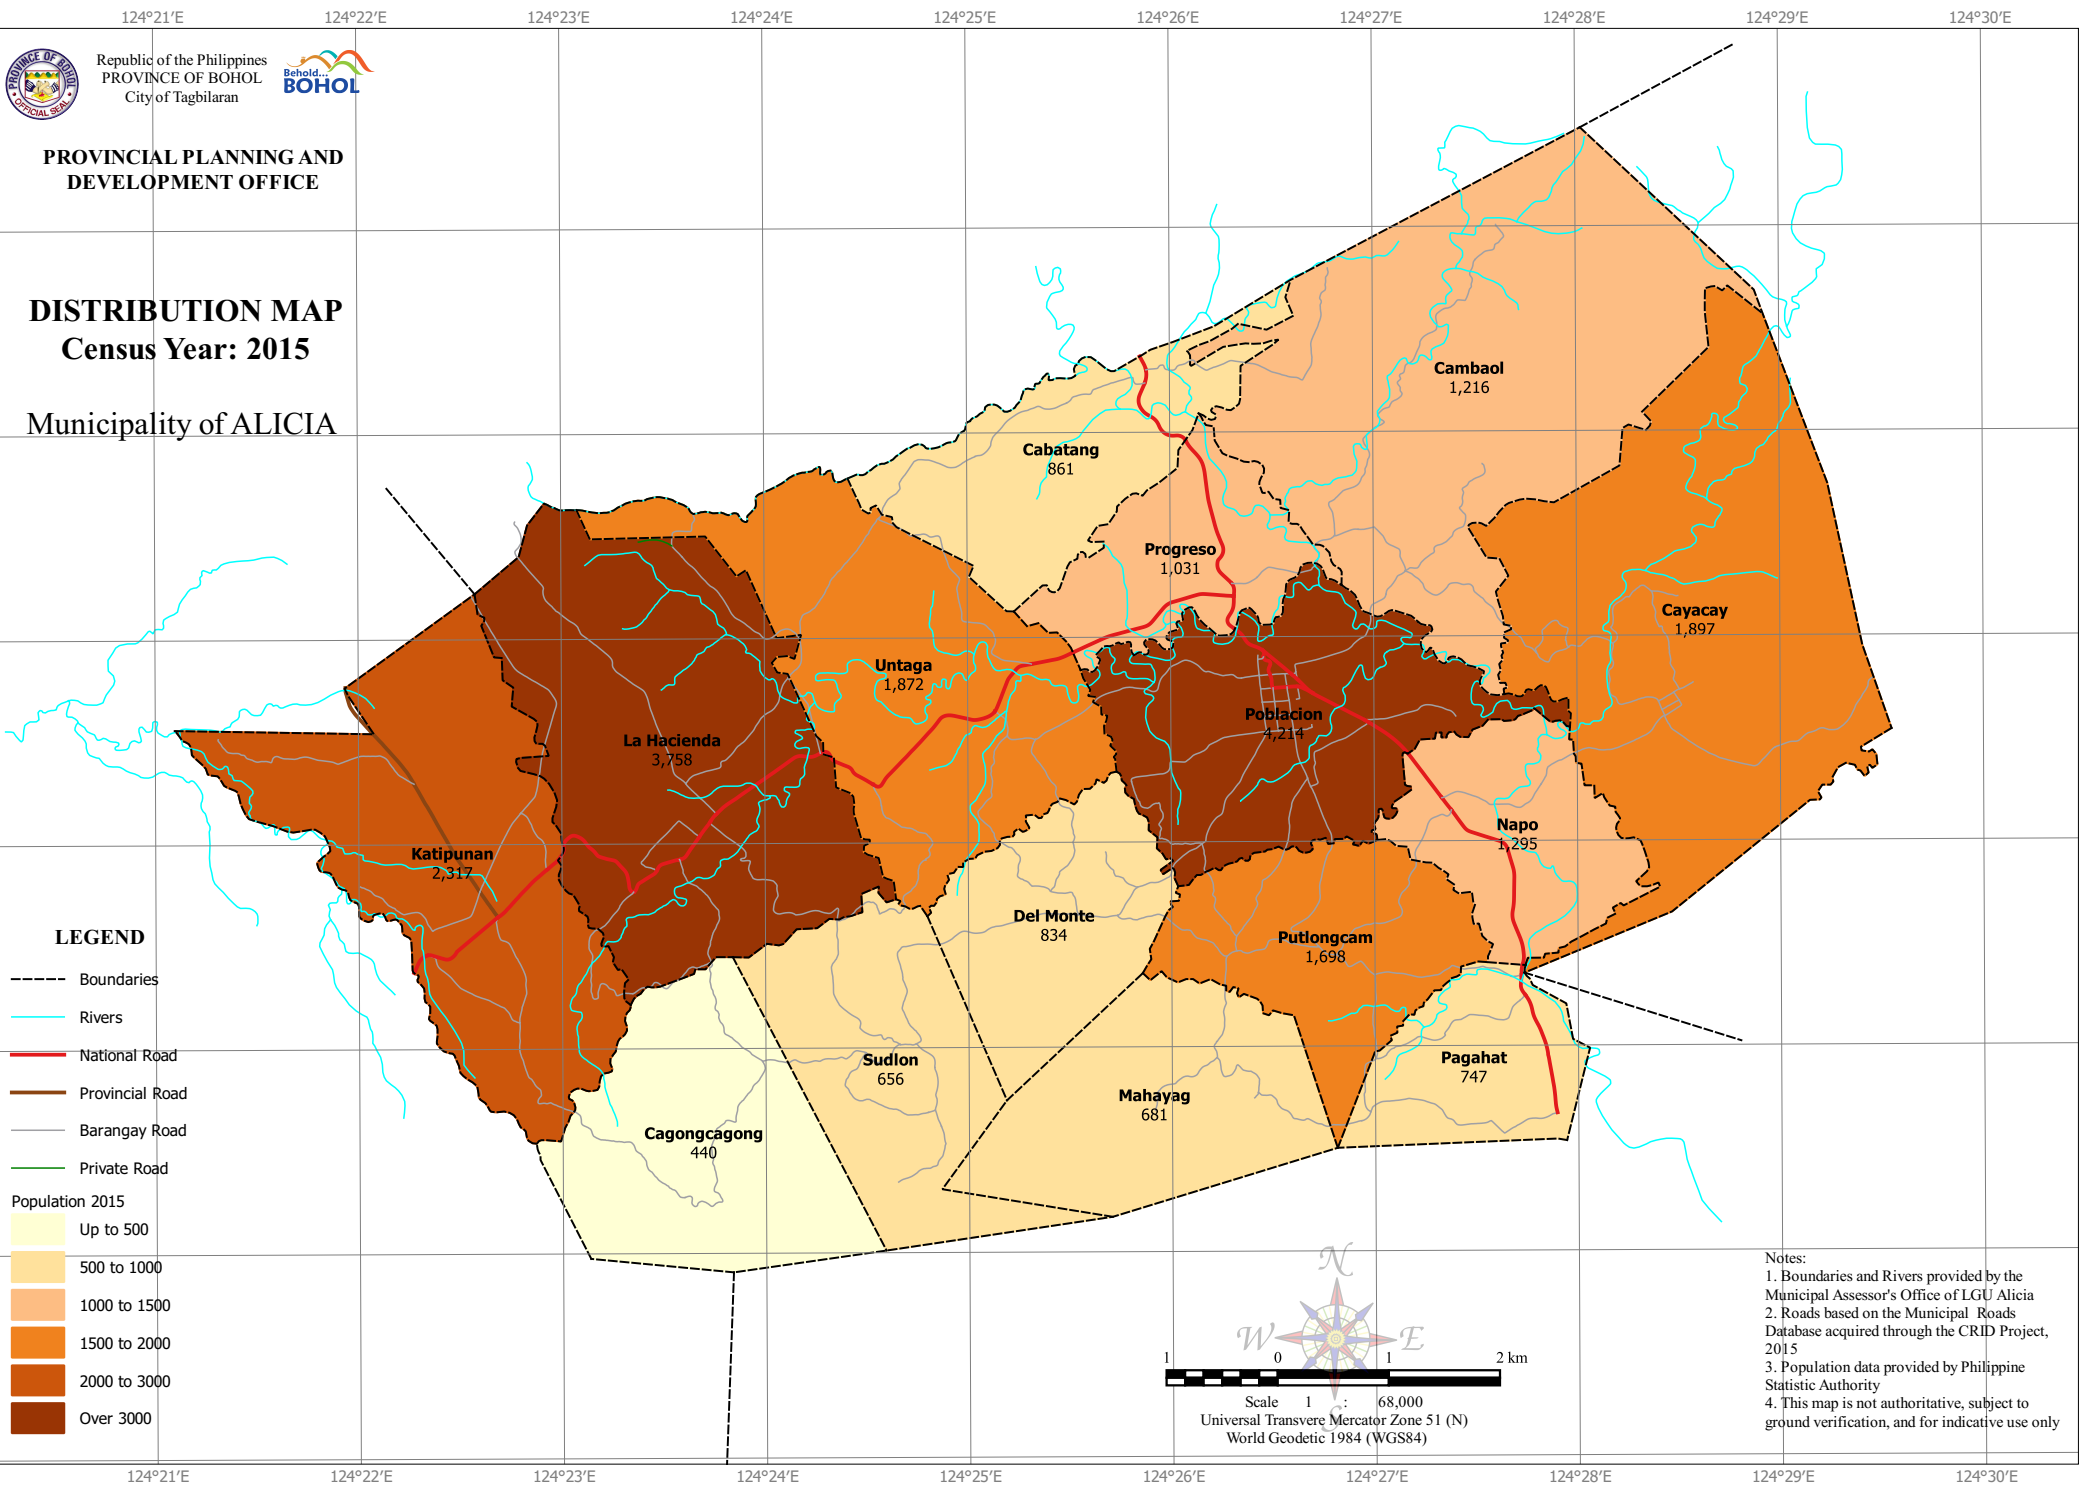 124°21′E 124°22′E 124°23′E 124°24′E 124°25′E 124°26′E 124°27′E 124°28′E 124°29′E 124°30′E
PROVINCE OF BOHOL
OFFICIAL SEAL
Republic of the Philippines
PROVINCE OF BOHOL
City of Tagbilaran
Behold...
BOHOL
PROVINCIAL PLANNING AND
DEVELOPMENT OFFICE
DISTRIBUTION MAP
Census Year: 2015
Municipality of ALICIA
Cambaol
1,216
Cabatang
861
Progreso
1,031
Cayacay
1,897
Untaga
1,872
Poblacion
4,214
La Hacienda
3,758
Napo
1,295
Katipunan
2,317
Del Monte
834
Putlongcam
1,698
Sudlon
656
Pagahat
747
Mahayag
681
Cagongcagong
440
LEGEND
Boundaries
Rivers
National Road
Provincial Road
Barangay Road
Private Road
Population 2015
Up to 500
500 to 1000
1000 to 1500
1500 to 2000
2000 to 3000
Over 3000
N
W E
S
1 0 1 2 km
Scale 1 : 68,000
Universal Transvere Mercator Zone 51 (N)
World Geodetic 1984 (WGS84)
Notes:
1. Boundaries and Rivers provided by the
Municipal Assessor's Office of LGU Alicia
2. Roads based on the Municipal Roads
Database acquired through the CRID Project,
2015
3. Population data provided by Philippine
Statistic Authority
4. This map is not authoritative, subject to
ground verification, and for indicative use only
124°21′E 124°22′E 124°23′E 124°24′E 124°25′E 124°26′E 124°27′E 124°28′E 124°29′E 124°30′E